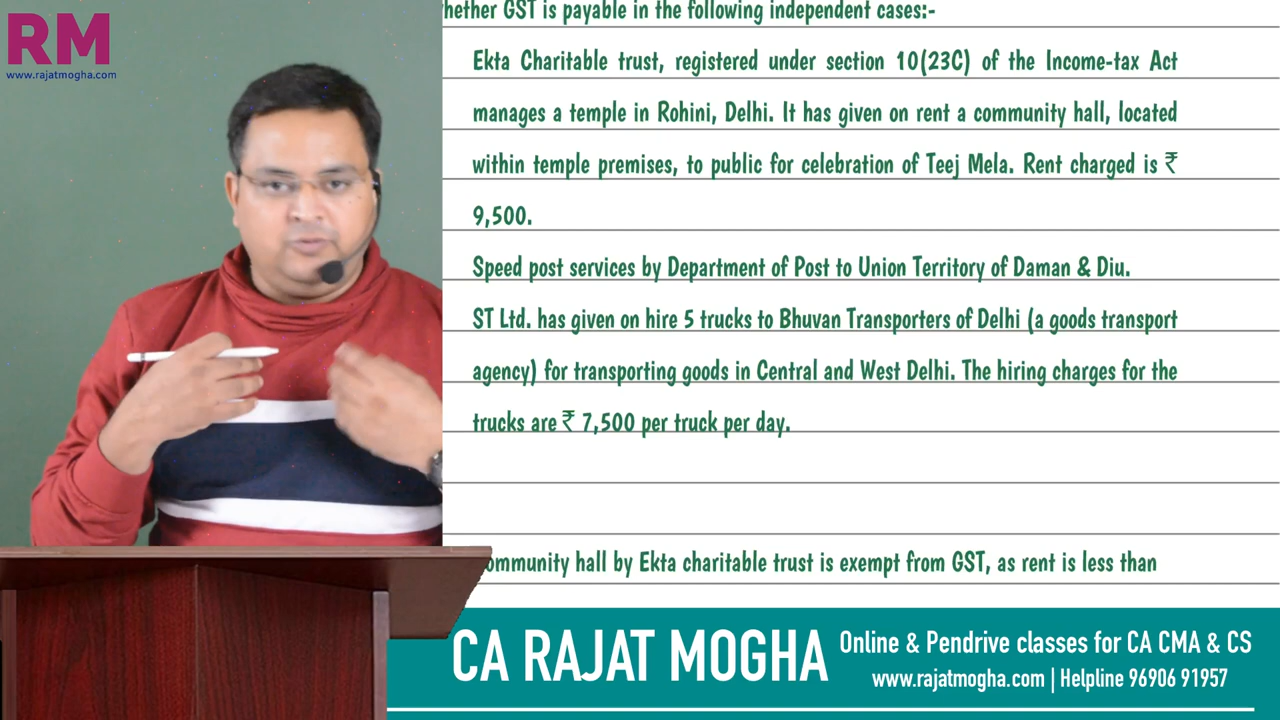 RM
www.rajatmogha.com
whether GST is payable in the following independent cases:-
Ekta Charitable trust, registered under section 10(23C) of the Income-tax Act
manages a temple in Rohini, Delhi. It has given on rent a community hall, located
within temple premises, to public for celebration of Teej Mela. Rent charged is ₹
9,500.
Speed post services by Department of Post to Union Territory of Daman & Diu.
ST Ltd. has given on hire 5 trucks to Bhuvan Transporters of Delhi (a goods transport
agency) for transporting goods in Central and West Delhi. The hiring charges for the
trucks are ₹ 7,500 per truck per day.
community hall by Ekta charitable trust is exempt from GST, as rent is less than
CA RAJAT MOGHA
Online & Pendrive classes for CA CMA & CS
www.rajatmogha.com | Helpline 96906 91957